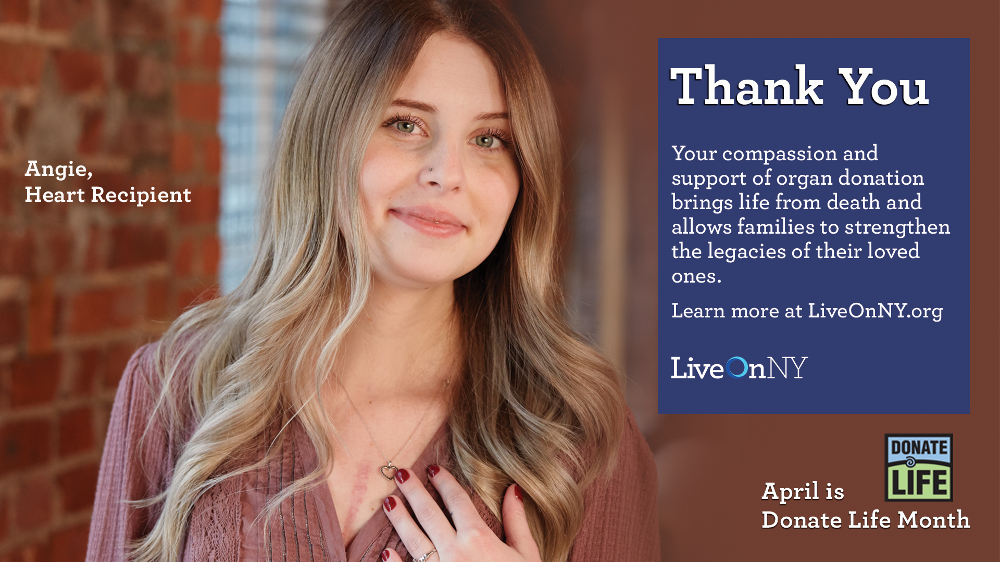 Angie,
Heart Recipient
Thank You
Your compassion and
support of organ donation
brings life from death and
allows families to strengthen
the legacies of their loved
ones.
Learn more at LiveOnNY.org
LiveOnNY
DONATE
LIFE
April is
Donate Life Month